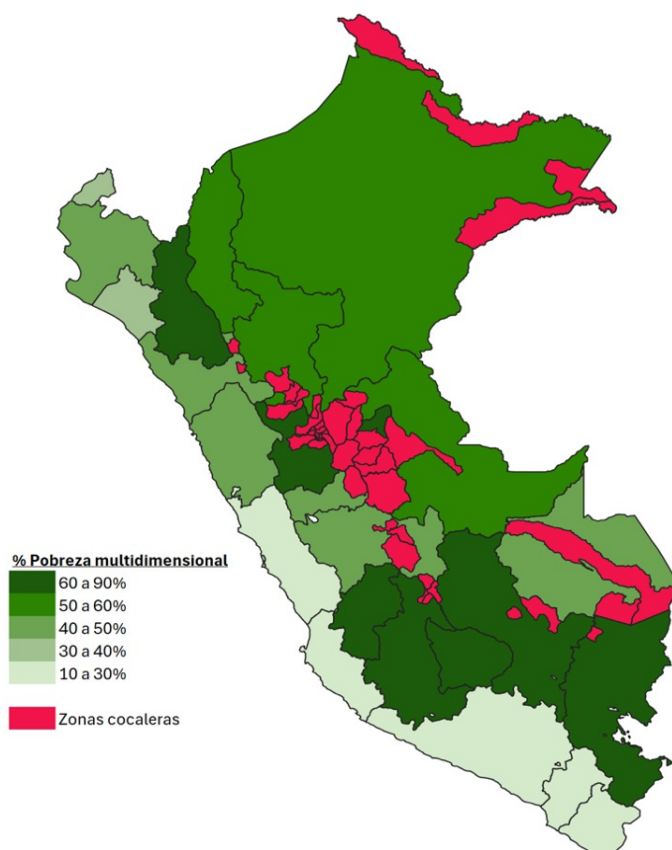 % Pobreza multidimensional
60 a 90%
50 a 60%
40 a 50%
30 a 40%
10 a 30%
Zonas cocaleras